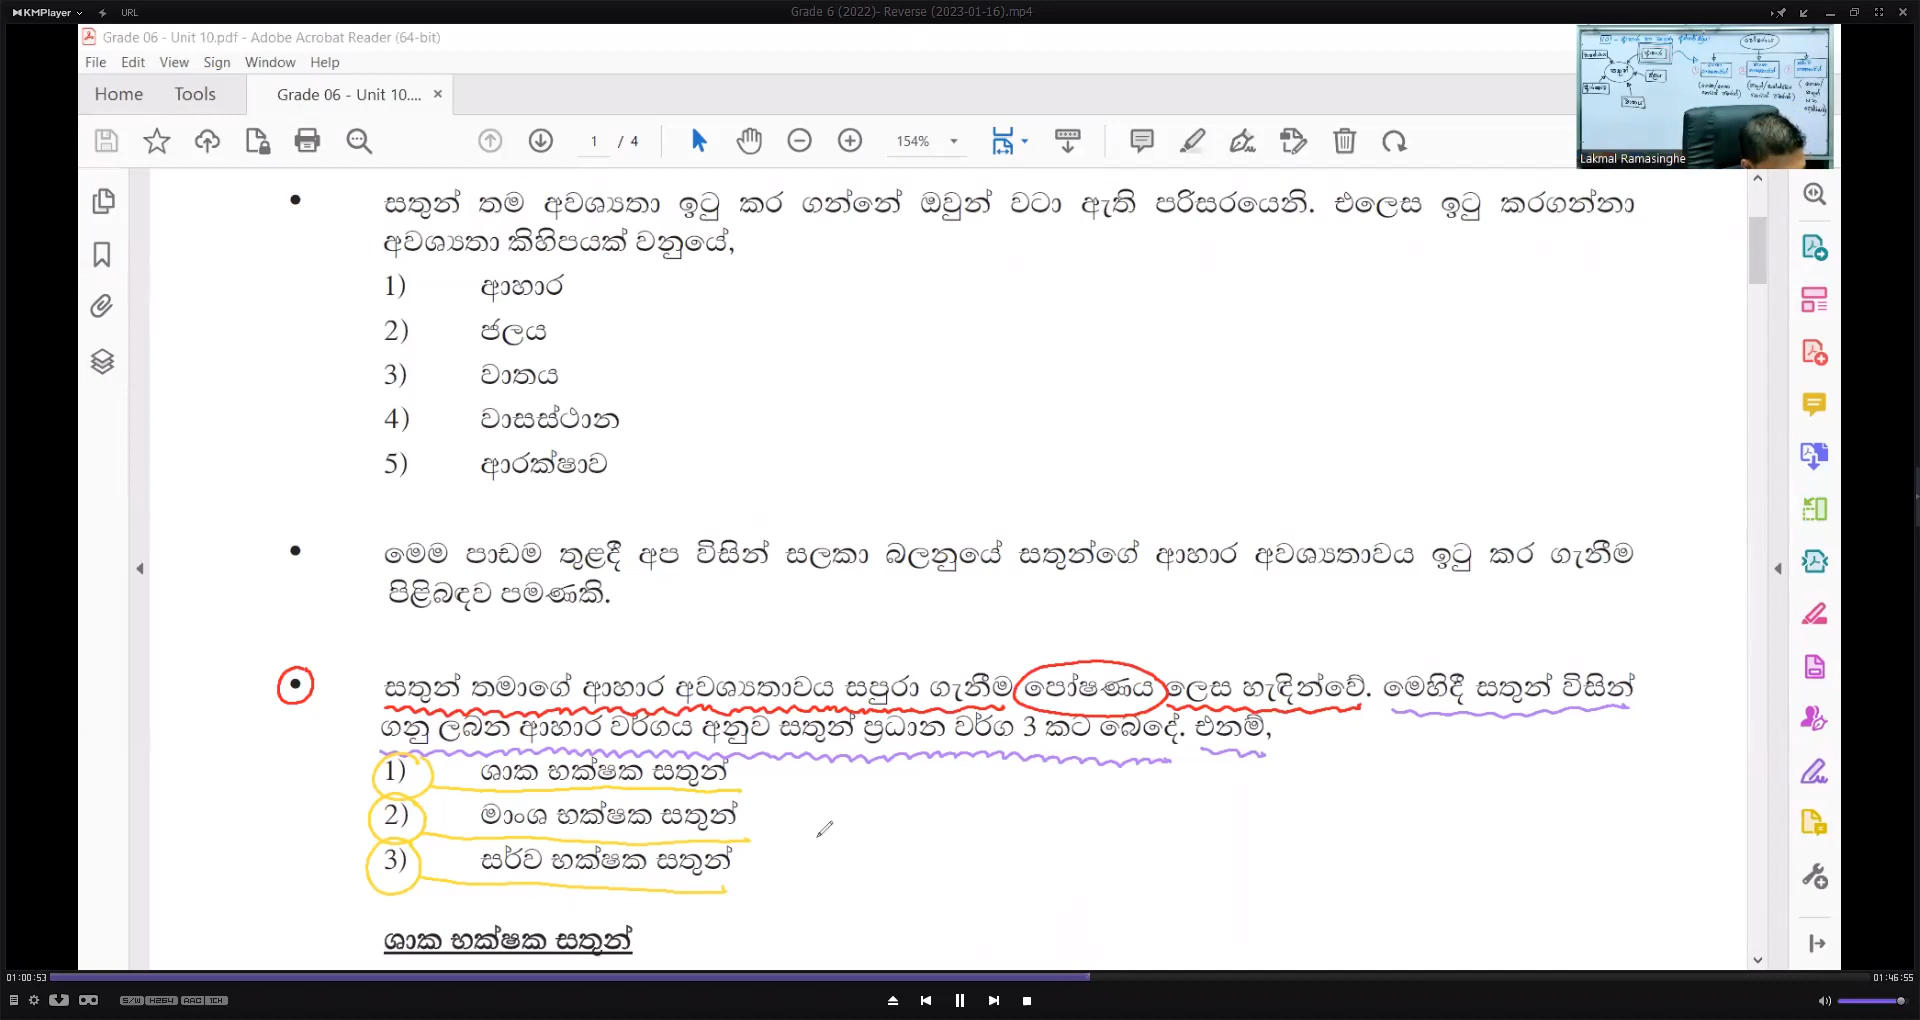 KMPlayer
URL
Grade 6 (2022)- Reverse (2023-01-16).mp4
Grade 06 - Unit 10.pdf - Adobe Acrobat Reader (64-bit)
File Edit View Sign Window Help
Home Tools Grade 06 - Unit 10....
1 / 4 154%
Lakmal Ramasinghe
• සතුන් තම අවශ්‍යතා ඉටු කර ගන්නේ ඔවුන් වටා ඇති පරිසරයෙනි. එලෙස ඉටු කරගන්නා
අවශ්‍යතා කිහිපයක් වනුයේ,
1) ආහාර
2) ජලය
3) වාතය
4) වාසස්ථාන
5) ආරක්ෂාව
• මෙම පාඩම තුළදී අප විසින් සලකා බලනුයේ සතුන්ගේ ආහාර අවශ්‍යතාවය ඉටු කර ගැනීම
පිළිබඳව පමණකි.
• සතුන් තමාගේ ආහාර අවශ්‍යතාවය සපුරා ගැනීම පෝෂණය ලෙස හැඳින්වේ. මෙහිදී සතුන් විසින්
ගනු ලබන ආහාර වර්ගය අනුව සතුන් ප්‍රධාන වර්ග 3 කට බෙදේ. එනම්,
1) ශාක භක්ෂක සතුන්
2) මාංශ භක්ෂක සතුන්
3) සර්ව භක්ෂක සතුන්
ශාක භක්ෂක සතුන්
01:00:53 01:46:55
S/W H264 AAC 1CH